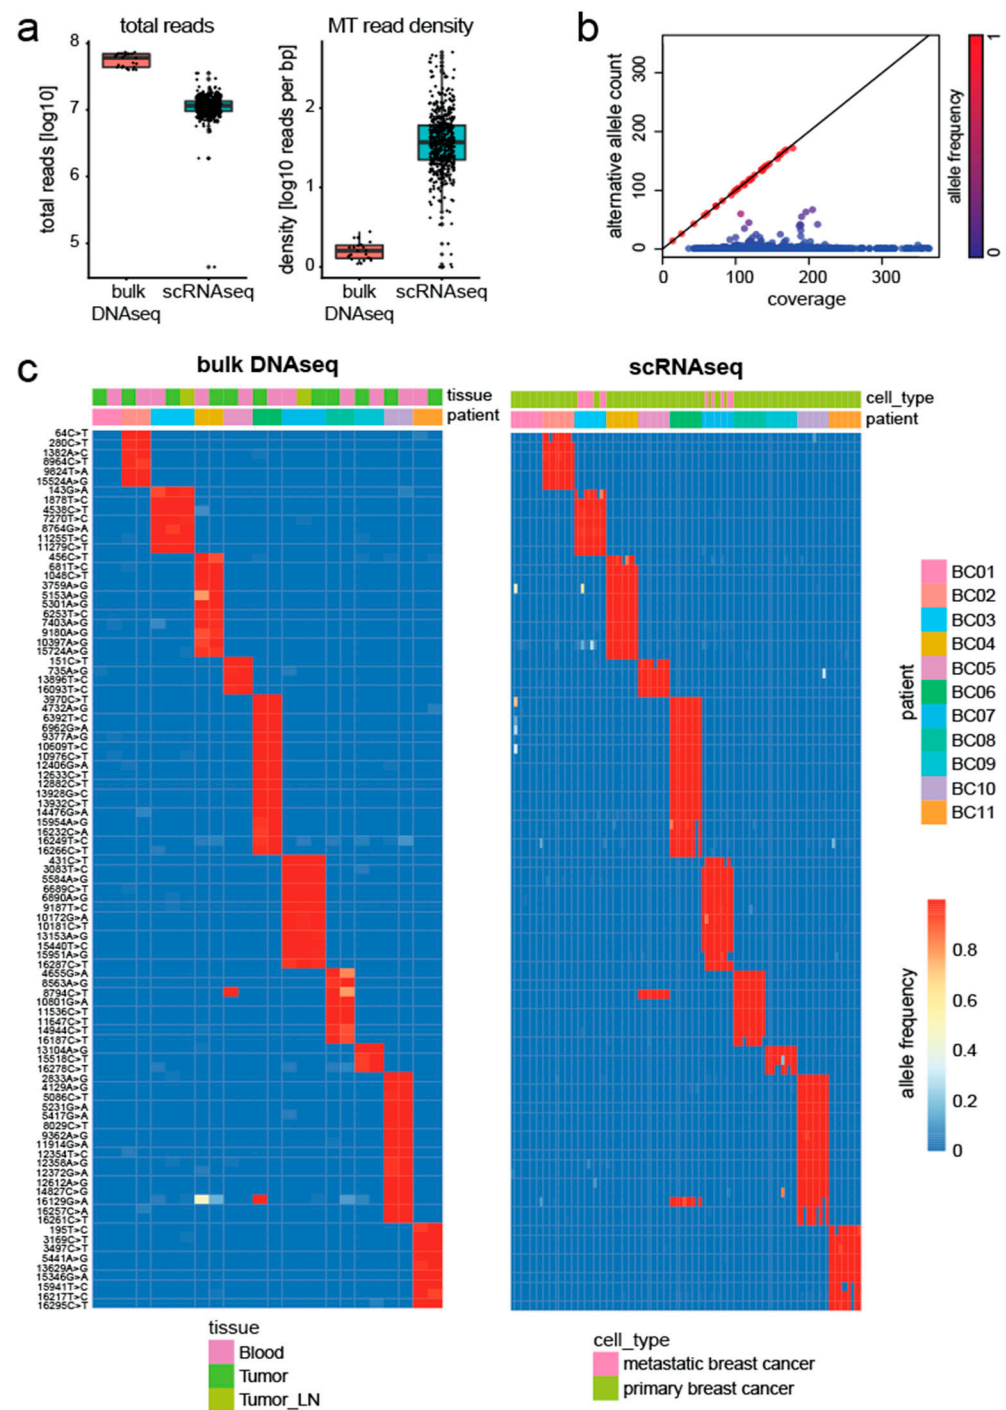 a
total reads
MT read density
total reads [log10]
8
7
6
5
bulk DNAseq
scRNAseq
density [log10 reads per bp]
2
1
0
bulk DNAseq
scRNAseq
b
alternative allele count
300
200
100
0
0
100
200
300
coverage
allele frequency
1
0
c
bulk DNAseq
scRNAseq
tissue
patient
cell_type
patient
64C>T
280C>T
1382A>C
8964C>T
9824T>A
15524A>G
143G>A
1878T>C
4538C>T
7270T>C
8764G>A
11255T>C
11279C>T
456C>T
681T>C
1048C>T
3759A>G
5153A>G
5301A>G
6253T>C
7403A>G
9180A>G
10397A>G
15724A>G
151C>T
735A>G
13896T>C
16093T>C
3970C>T
4732A>G
6392T>C
6962G>A
9377A>G
10609T>C
10976C>T
12406G>A
12633C>T
12882C>T
13928G>C
13932C>T
14476G>A
15954A>G
16232C>A
16249T>C
16266C>T
431C>T
3083T>C
5584A>G
6689C>T
6890A>G
9187T>C
10172G>A
10181C>T
13153A>G
15440T>C
15951A>G
16287C>T
4655G>A
8563A>G
8794C>T
10801G>A
11536C>T
11647C>T
14944C>T
16187C>T
13104A>G
15518C>T
16278C>T
2833A>G
4129A>G
5086C>T
5231G>A
5417G>A
8029C>T
9362A>G
11914G>A
12354T>C
12358A>G
12372G>A
12612A>G
14827C>G
16129G>A
16257C>A
16261C>T
195T>C
3169C>T
3497C>T
5441A>G
13629A>G
15346G>A
15941T>C
16217T>C
16295C>T
patient
BC01
BC02
BC03
BC04
BC05
BC06
BC07
BC08
BC09
BC10
BC11
allele frequency
0.8
0.6
0.4
0.2
0
tissue
Blood
Tumor
Tumor_LN
cell_type
metastatic breast cancer
primary breast cancer